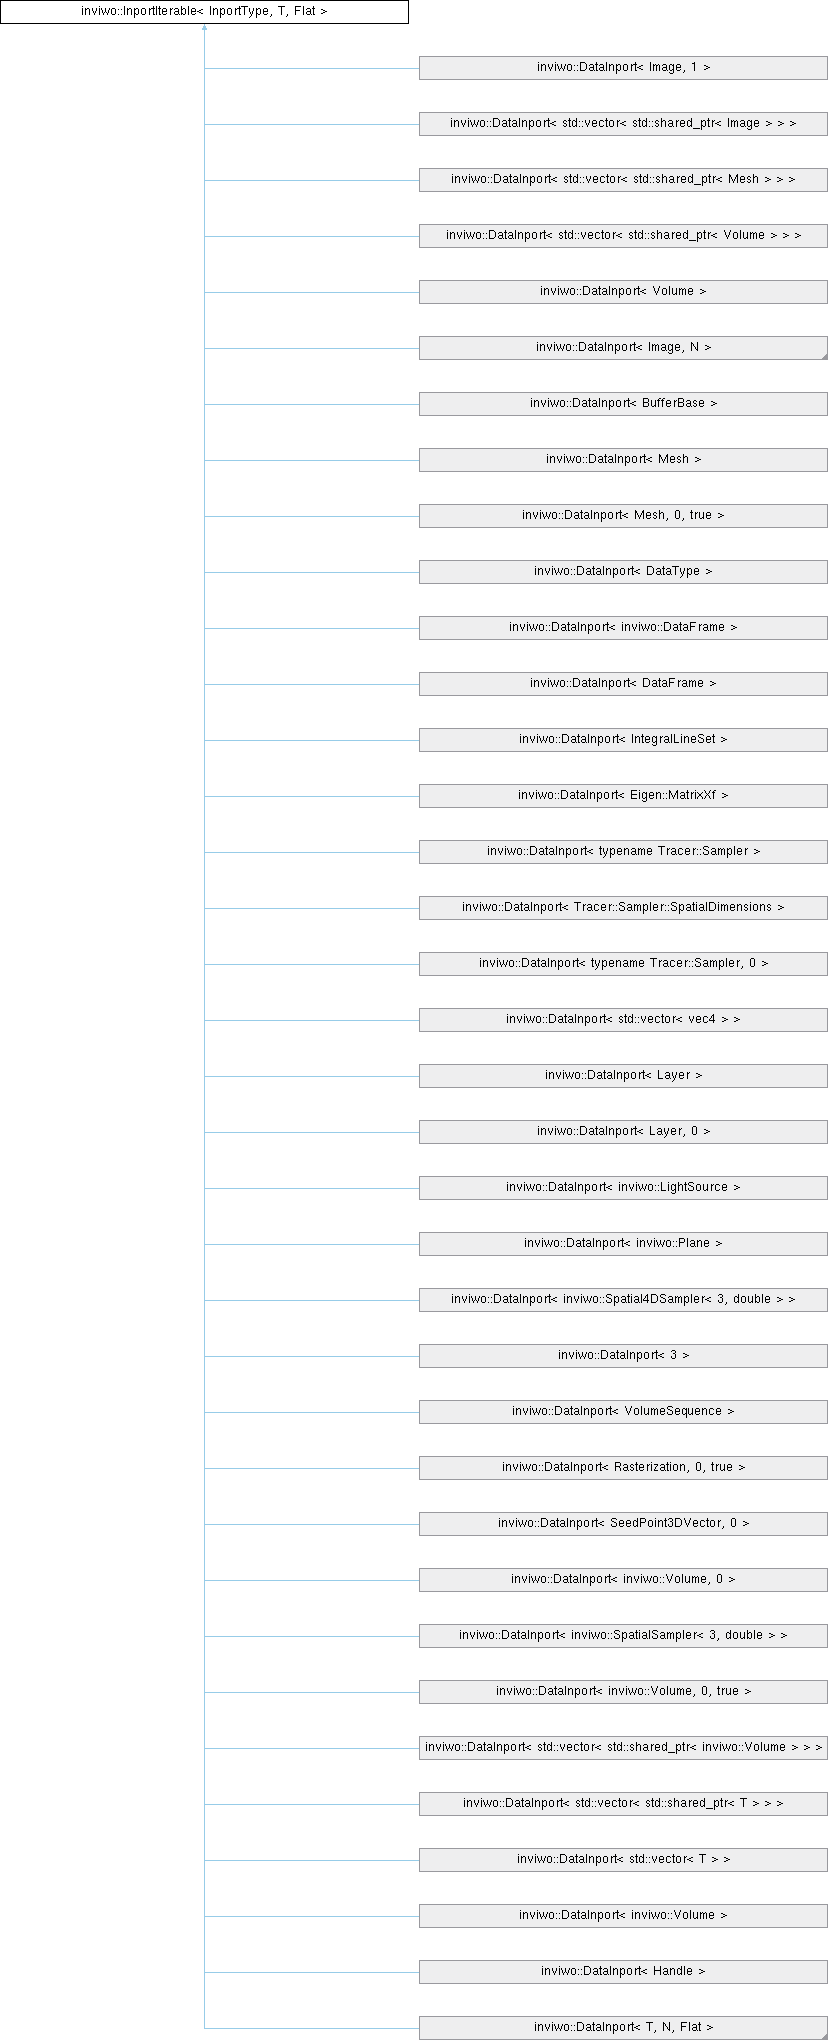 inviwo::InportIterable< InportType, T, Flat >
inviwo::DataInport< Image, 1 >
inviwo::DataInport< std::vector< std::shared_ptr< Image > > >
inviwo::DataInport< std::vector< std::shared_ptr< Mesh > > >
inviwo::DataInport< std::vector< std::shared_ptr< Volume > > >
inviwo::DataInport< Volume >
inviwo::DataInport< Image, N >
inviwo::DataInport< BufferBase >
inviwo::DataInport< Mesh >
inviwo::DataInport< Mesh, 0, true >
inviwo::DataInport< DataType >
inviwo::DataInport< inviwo::DataFrame >
inviwo::DataInport< DataFrame >
inviwo::DataInport< IntegralLineSet >
inviwo::DataInport< Eigen::MatrixXf >
inviwo::DataInport< typename Tracer::Sampler >
inviwo::DataInport< Tracer::Sampler::SpatialDimensions >
inviwo::DataInport< typename Tracer::Sampler, 0 >
inviwo::DataInport< std::vector< vec4 > >
inviwo::DataInport< Layer >
inviwo::DataInport< Layer, 0 >
inviwo::DataInport< inviwo::LightSource >
inviwo::DataInport< inviwo::Plane >
inviwo::DataInport< inviwo::Spatial4DSampler< 3, double > >
inviwo::DataInport< 3 >
inviwo::DataInport< VolumeSequence >
inviwo::DataInport< Rasterization, 0, true >
inviwo::DataInport< SeedPoint3DVector, 0 >
inviwo::DataInport< inviwo::Volume, 0 >
inviwo::DataInport< inviwo::SpatialSampler< 3, double > >
inviwo::DataInport< inviwo::Volume, 0, true >
inviwo::DataInport< std::vector< std::shared_ptr< inviwo::Volume > > >
inviwo::DataInport< std::vector< std::shared_ptr< T > > >
inviwo::DataInport< std::vector< T > >
inviwo::DataInport< inviwo::Volume >
inviwo::DataInport< Handle >
inviwo::DataInport< T, N, Flat >